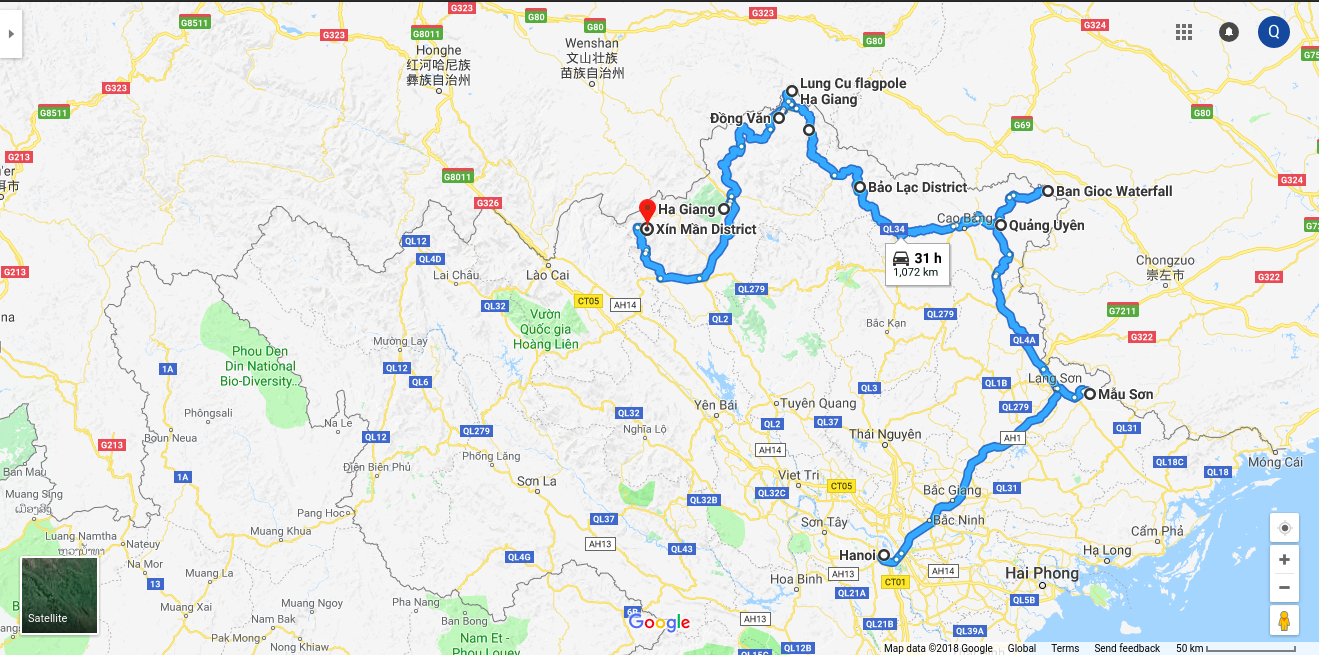 G323
G8511
G323
G8011
G80
G80
G323
G80
G324
Q
G75
Honghe
红河哈尼族
彝族自治州
Wenshan
文山壮族
苗族自治州
G323
G8511
Lung Cu flagpole
Ha Giang
Đồng Văn
G80
G69
G213
G8011
G326
Bảo Lạc District
Ban Gioc Waterfall
G324
Ha Giang
Xín Mần District
Cao Bằng
Quảng Uyên
QL34
31 h
1,072 km
QL12
QL4D
Lai Châu
Lào Cai
Chongzuo
崇左市
G322
G213
QL279
CT05
AH14
QL32
QL2
QL279
G7211
G322
Vườn
Quốc gia
Hoàng Liên
Bắc Kạn
QL4A
na
Phou Den
Din National
Bio-Diversity...
Mường Lay
1A
QL12
QL6
QL3
QL1B
Lạng Sơn
Mẫu Sơn
QL279
Phôngsali
Yên Bái
Tuyên Quang
QL32
QL2
QL37
Nghĩa Lộ
QL31
Na Le
Boun Neua
G213
QL12
QL279
Thái Nguyên
AH1
AH14
Phong Lâng
Điện Biên Phủ
Móng Cái
QL18C
QL18
Ban Mau
1A
Sơn La
Viet Tri
CT05
QL32C
QL31
Bắc Giang
Muang Sing
QL32B
Pang Hoc
QL37
Sơn Tây
Bắc Ninh
Muang Khua
Cẩm Phả
Luang Namtha
Nateuy
AH13
QL43
QL4G
Hanoi
Hạ Long
Na Mor
AH13
AH14
Hai Phong
Muang La
13
Hoa Binh
CT01
QL21A
QL5B
Satellite
Muang Xai
Muang Ngoy
Pha Nang
Ban Bong
6B
Google
AH13
QL21B
QL39A
Nam Bak
Pak Mong
Nong Khiaw
Nam Et -
Phou Louey
QL15C
QL12B
Map data ©2018 Google
Global
Terms
Send feedback
50 km